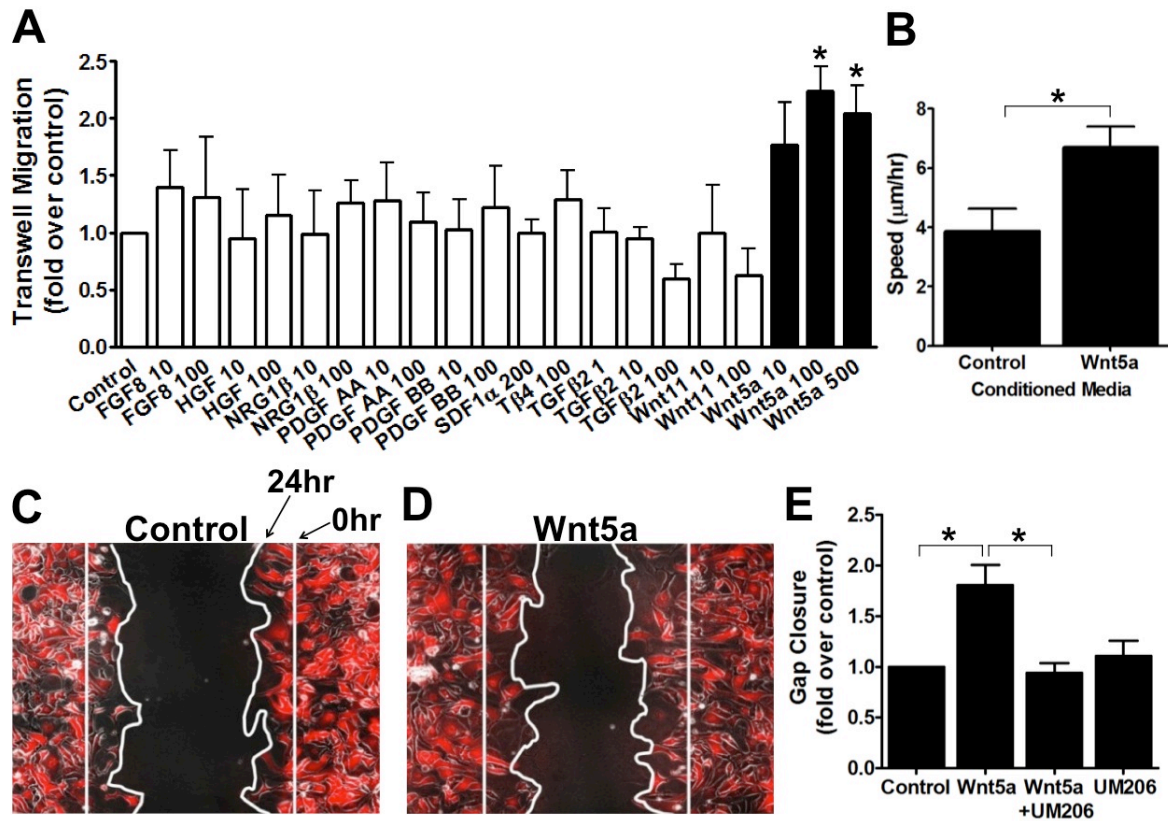 A
Transwell Migration
(fold over control)
2.5
2.0
1.5
1.0
0.5
0.0
* *
Control
FGF8 10
FGF8 100
HGF 10
HGF 100
NRG1β 10
NRG1β 100
PDGF AA 10
PDGF AA 100
PDGF BB 10
PDGF BB 100
SDF1α 200
Tβ4 100
TGFβ2 1
TGFβ2 10
TGFβ2 100
Wnt11 10
Wnt11 100
Wnt5a 10
Wnt5a 100
Wnt5a 500
B
Speed (μm/hr)
8
6
4
2
0
*
Control Wnt5a
Conditioned Media
C
Control
24hr
0hr
D
Wnt5a
E
Gap Closure
(fold over control)
2.5
2.0
1.5
1.0
0.5
0.0
* *
Control Wnt5a Wnt5a UM206
+UM206